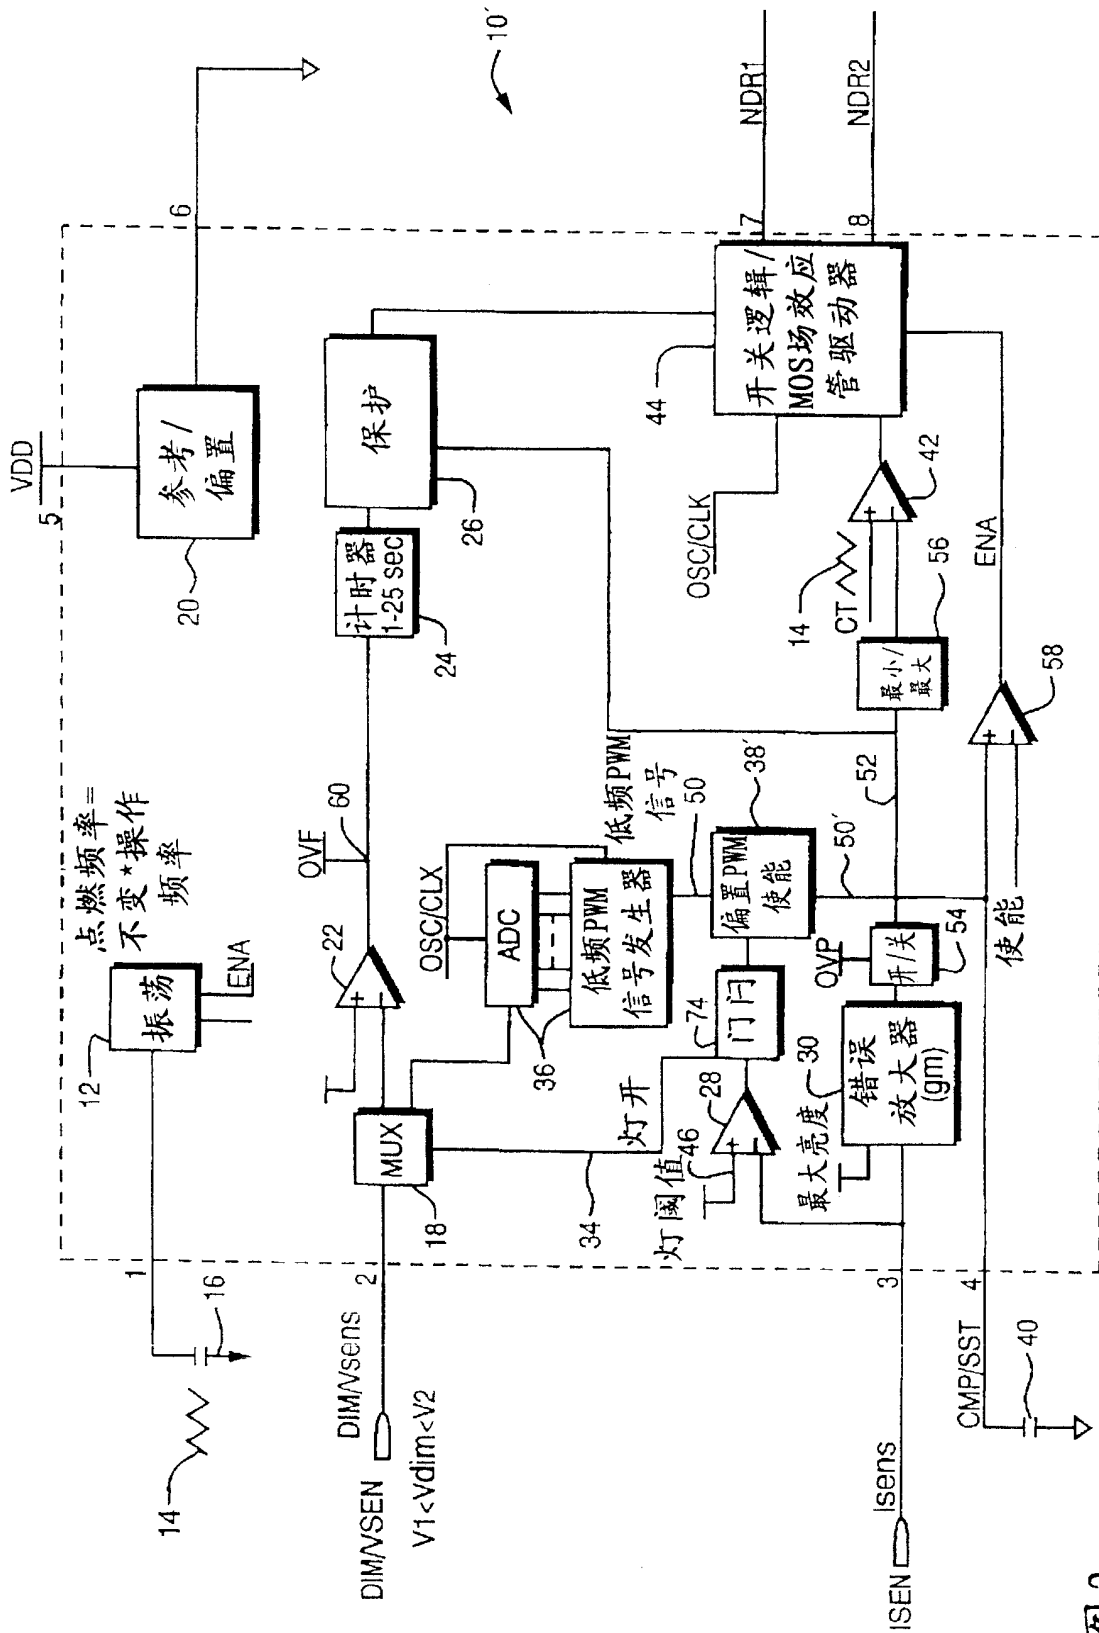 10′
点燃频率=
不变*操作
频率
VDD
5
振荡
12
ENA
参考/
偏置
20
6
1
16
14
DIM/Vsens
DIM/VSEN
V1<Vdim<V2
2
MUX
18
22
+
−
OVF
60
计时器
1-25 sec
24
保护
26
OSC/CLX
ADC
36
低频PWM
信号发生器
低频PWM
信号
50
34
灯开
灯阈值
46
28
+
−
74
门闩
偏置PWM
使能
38′
50′
52
最大亮度
30
错误
放大器
(gm)
OVP
开/关
54
最小/
最大
56
14
CT
+
−
42
OSC/CLK
44
开关逻辑/
MOS场效应
管驱动器
7
NDR1
8
NDR2
ENA
58
+
−
使能
ISEN
Isens
3
CMP/SST
4
40